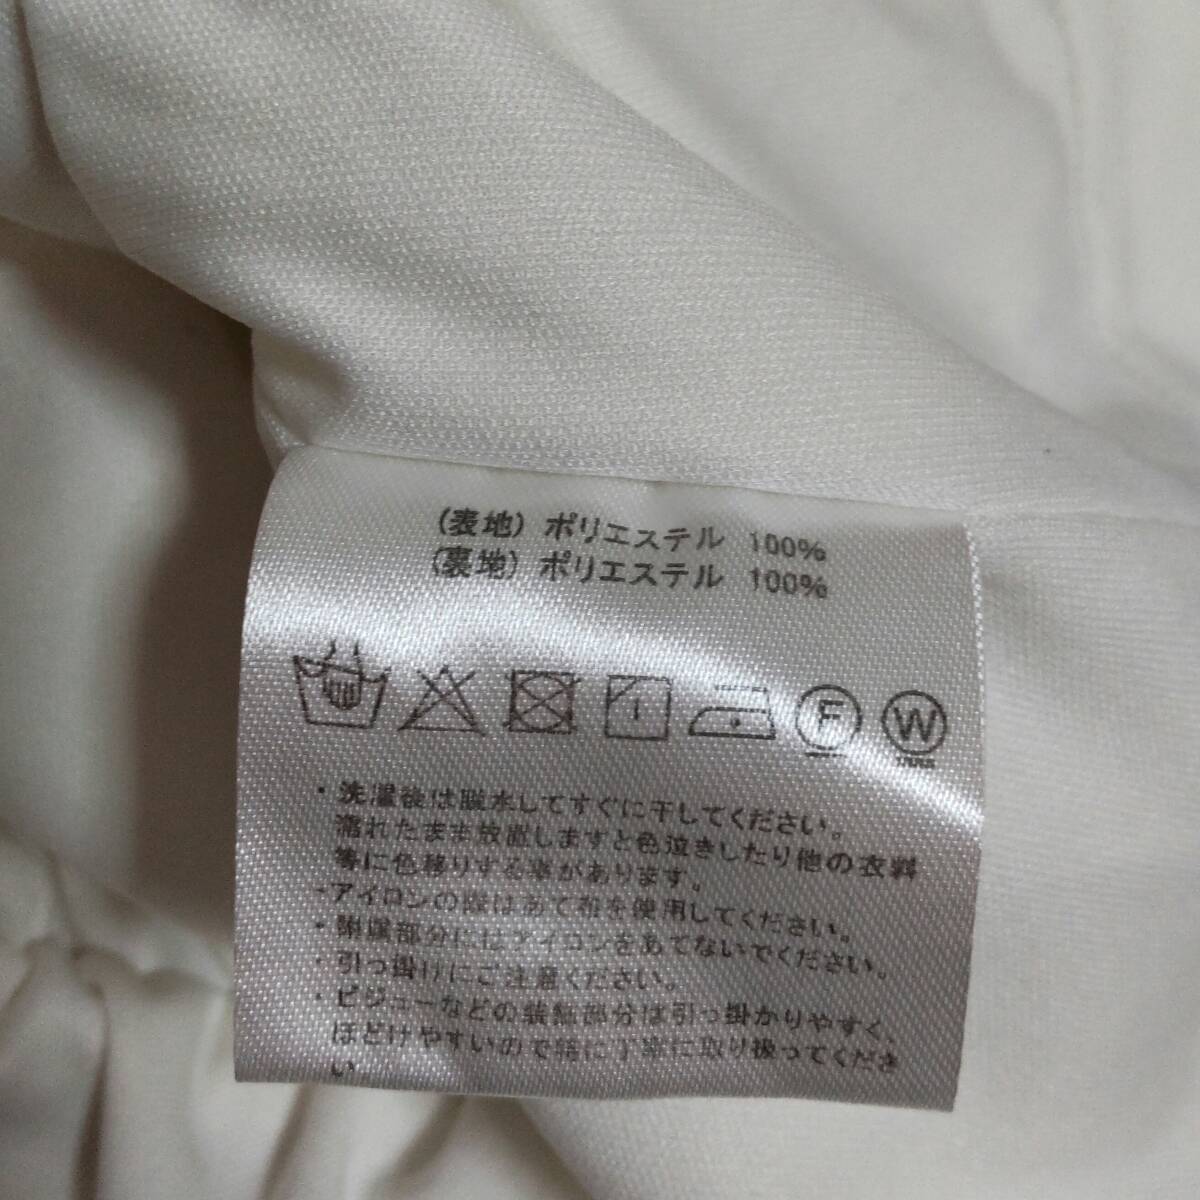 (表地) ポリエステル 100%
(裏地) ポリエステル 100%
F
W
・洗濯後は脱水してすぐに干してください。
濡れたまま放置しますと色泣きしたり他の衣料
等に色移りする事があります。
・アイロンの際はあて布を使用してください。
・附属部分にはアイロンをあてないでください。
・引っ掛けにご注意ください。
・ビジューなどの装飾部分は引っ掛かりやすく、
ほどけやすいので特に丁寧に取り扱ってくださ
い